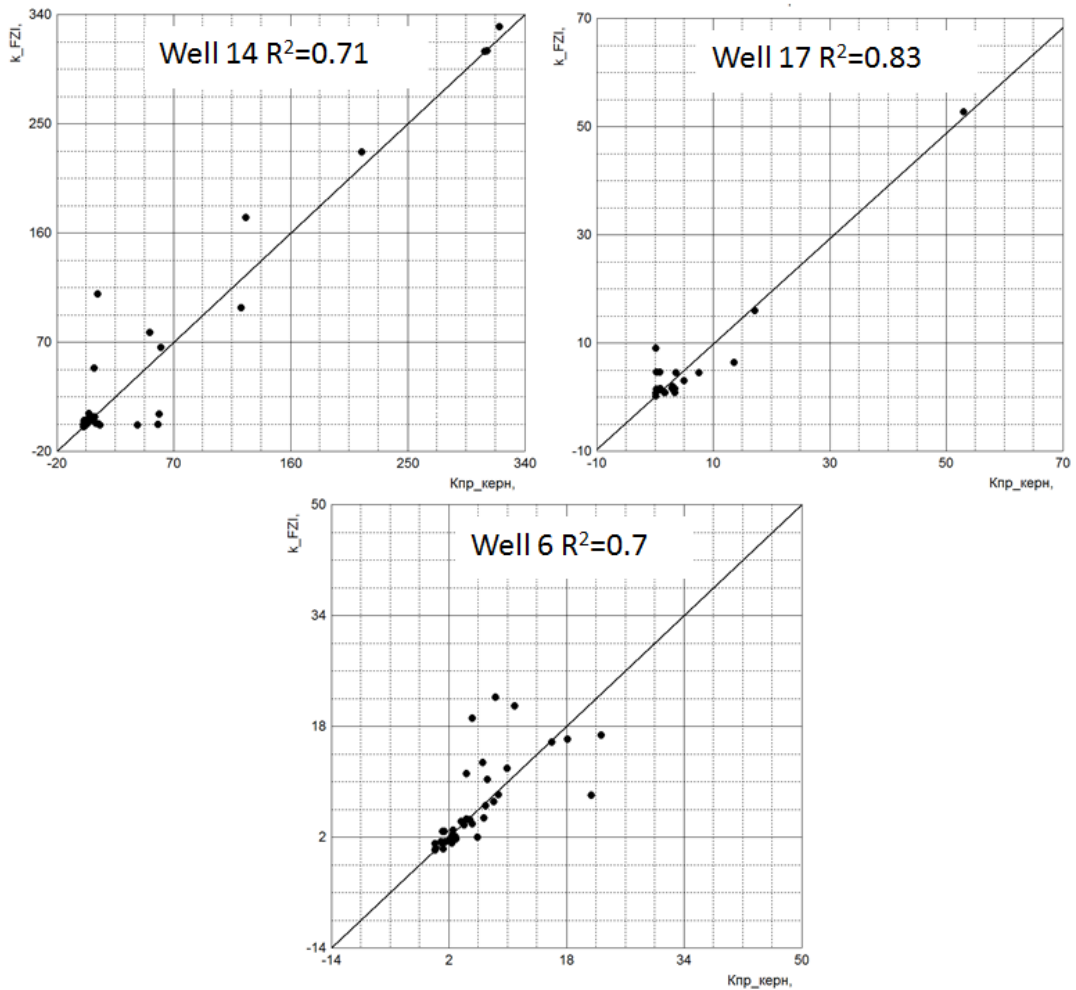 Well 14 R²=0.71
k_FZI,
340
250
160
70
-20
-20 70 160 250 340
Кпр_керн,
Well 17 R²=0.83
k_FZI,
70
50
30
10
-10
-10 10 30 50 70
Кпр_керн,
Well 6 R²=0.7
k_FZI,
50
34
18
2
-14
-14 2 18 34 50
Кпр_керн,